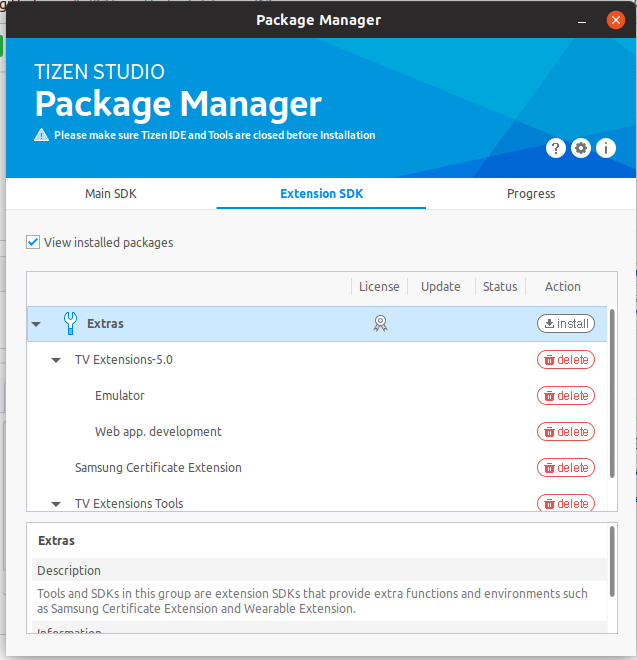 Package Manager
TIZEN STUDIO
Package Manager
Please make sure Tizen IDE and Tools are closed before Installation
Main SDK Extension SDK Progress
View installed packages
License Update Status Action
Extras install
TV Extensions-5.0 delete
Emulator delete
Web app. development delete
Samsung Certificate Extension delete
TV Extensions Tools delete
Extras
Description
Tools and SDKs in this group are extension SDKs that provide extra functions and environments such
as Samsung Certificate Extension and Wearable Extension.
Information